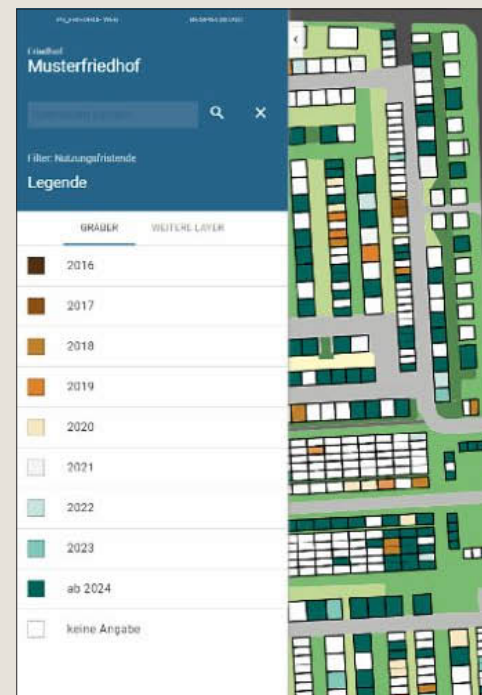 Friedhof
Musterfriedhof
Filter: Nutzungsfristende
Legende
GRÄBER WEITERE LAYER
2016
2017
2018
2019
2020
2021
2022
2023
ab 2024
keine Angabe